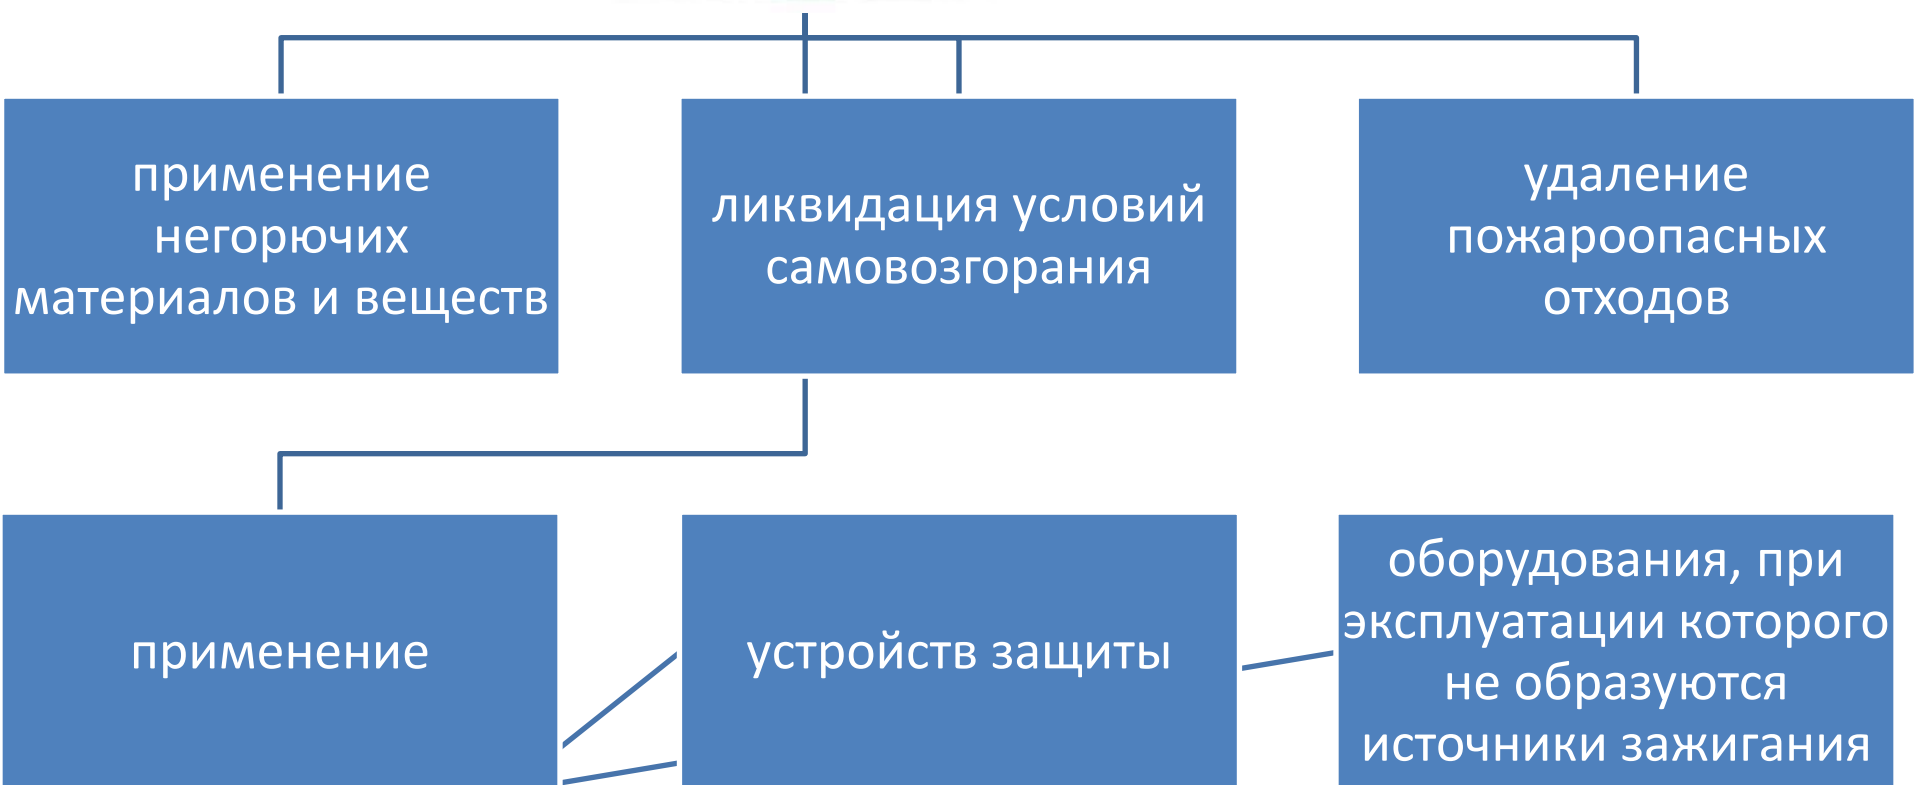 применение
негорючих
материалов и веществ
ликвидация условий
самовозгорания
удаление
пожароопасных
отходов
применение
устройств защиты
оборудования, при
эксплуатации которого
не образуются
источники зажигания